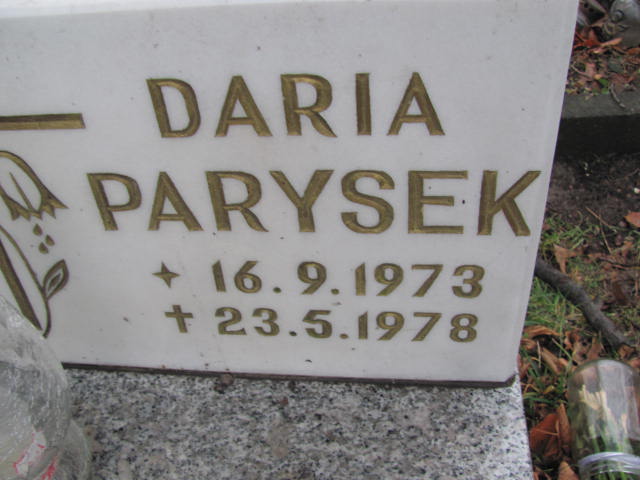 DARIA
PARYSEK
✦ 16.9.1973
✝ 23.5.1978